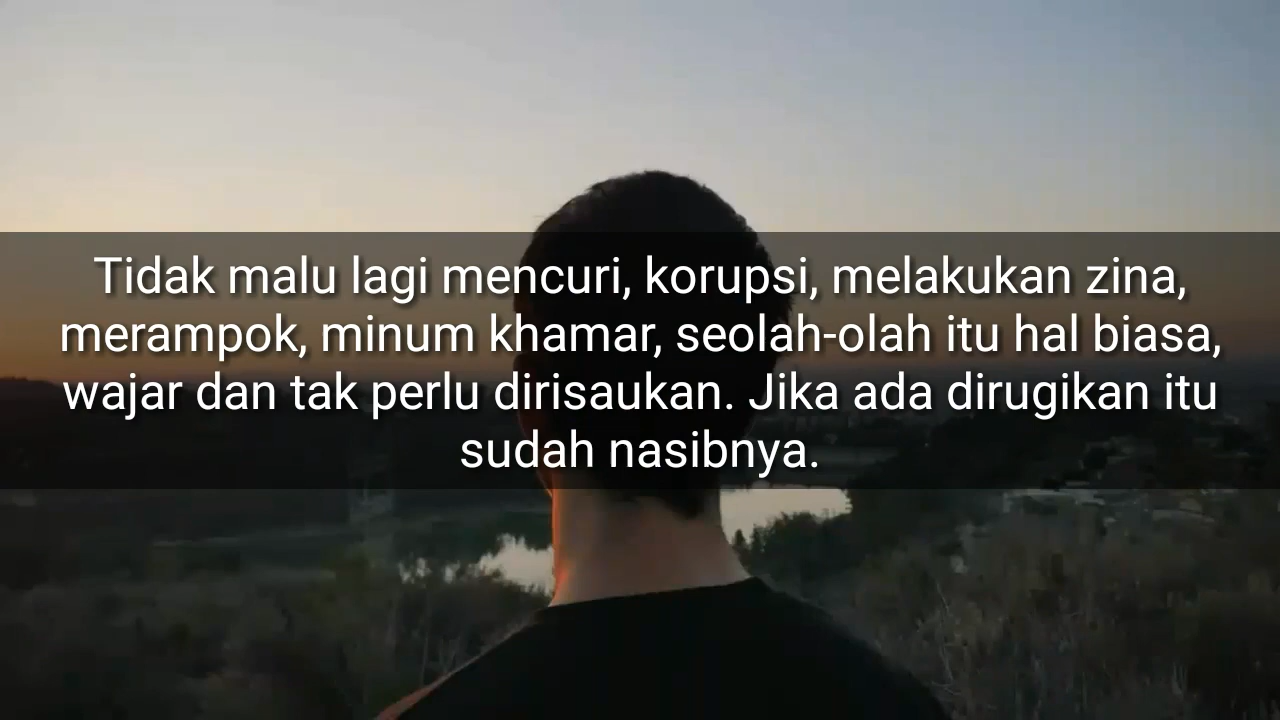 Tidak malu lagi mencuri, korupsi, melakukan zina,
merampok, minum khamar, seolah-olah itu hal biasa,
wajar dan tak perlu dirisaukan. Jika ada dirugikan itu
sudah nasibnya.